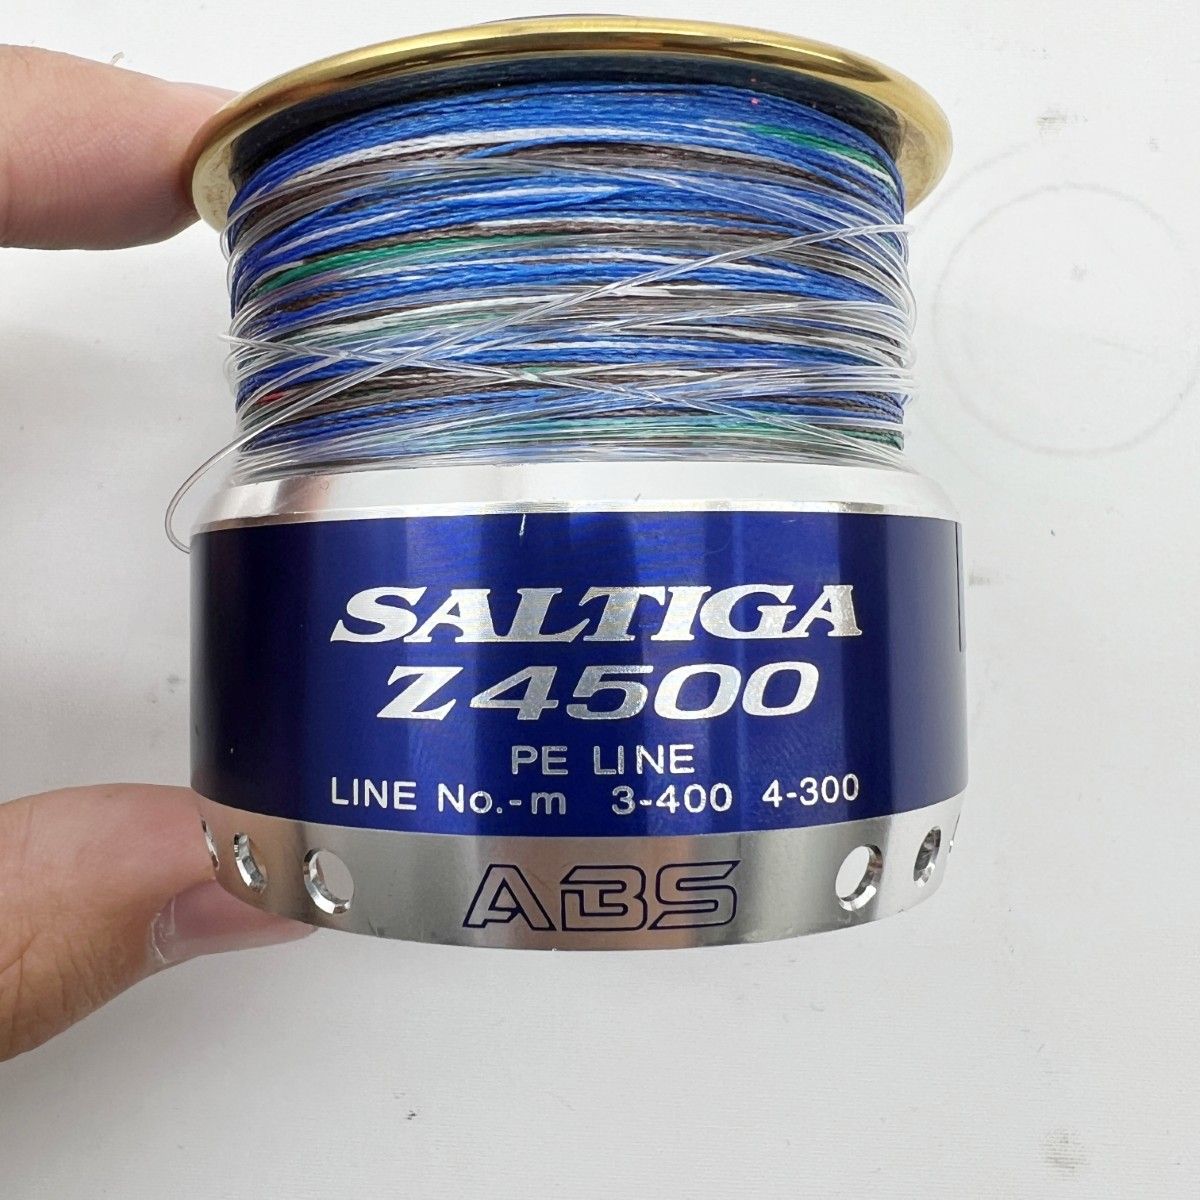 SALTIGA
Z4500
PE LINE
LINE No.-m 3-400 4-300
ABS